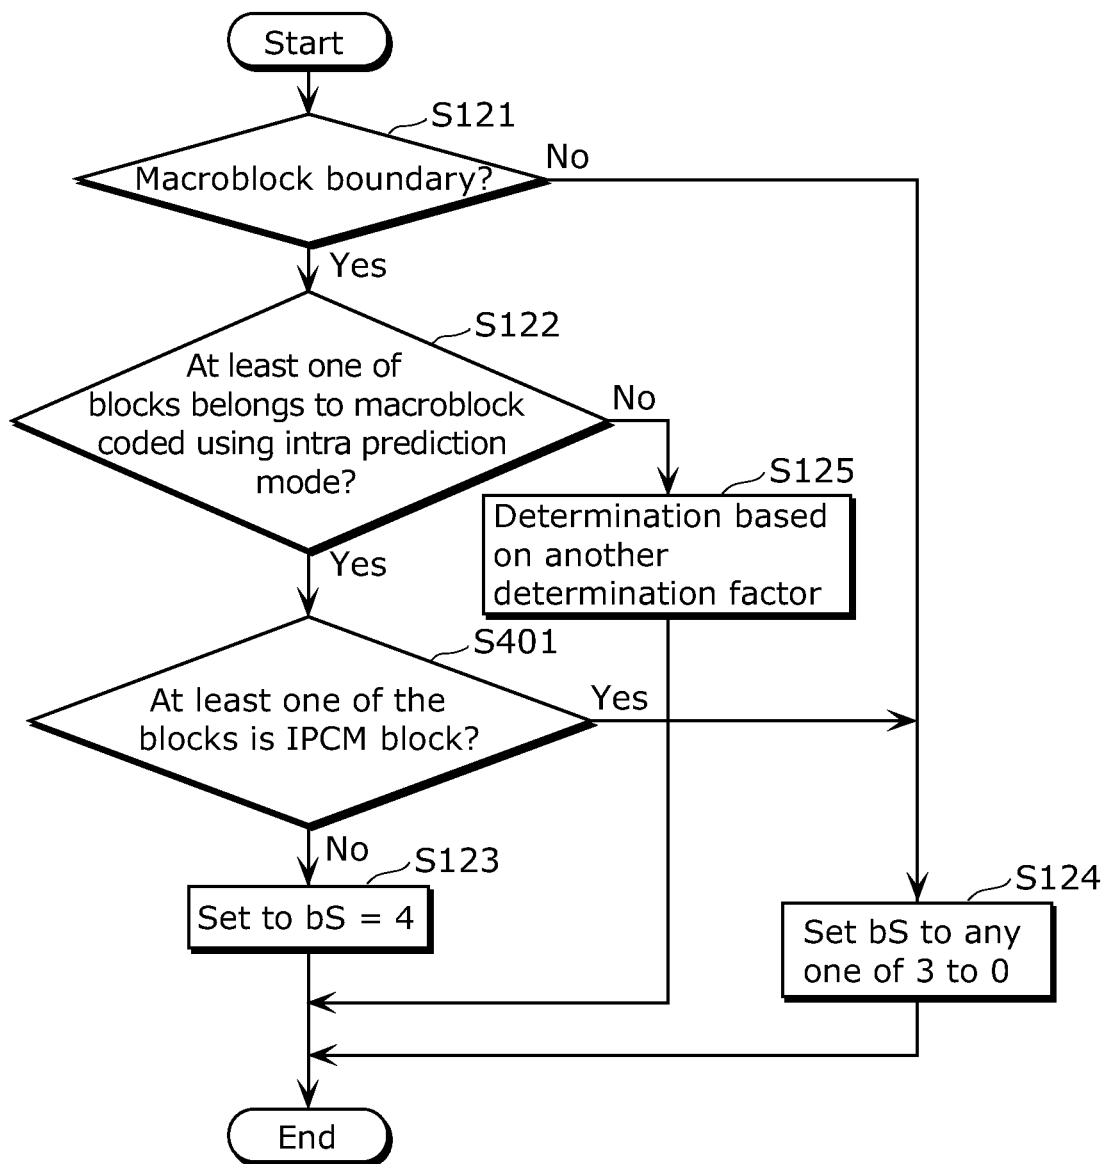 Start
S121
Macroblock boundary?
No
Yes
S122
At least one of
blocks belongs to macroblock
coded using intra prediction
mode?
No
S125
Determination based
on another
determination factor
Yes
S401
At least one of the
blocks is IPCM block?
Yes
No
S123
Set to bS = 4
S124
Set bS to any
one of 3 to 0
End